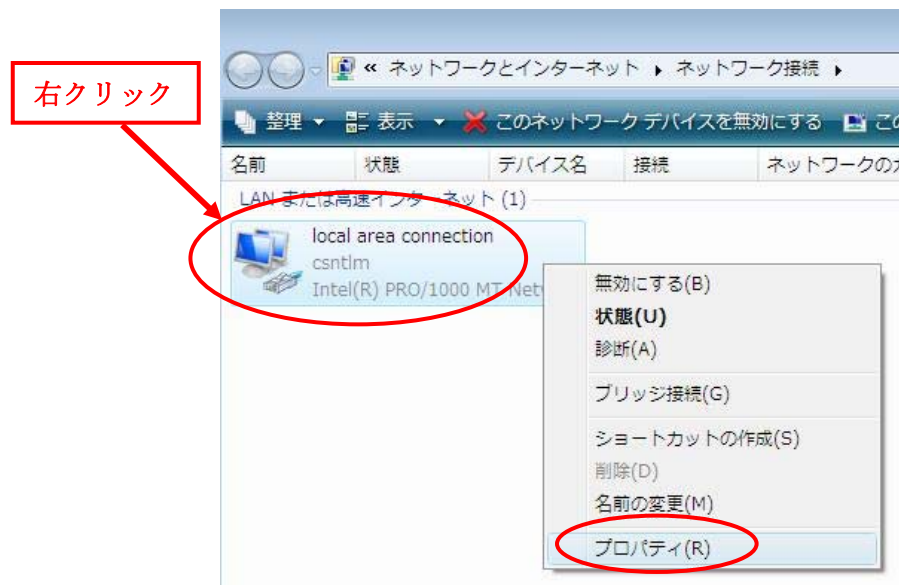 右クリック
« ネットワークとインターネット ▸ ネットワーク接続 ▸
整理 ▼ 表示 ▼ このネットワーク デバイスを無効にする
名前 状態 デバイス名 接続 ネットワークの
LAN または高速インターネット (1)
local area connection
csntlm
Intel(R) PRO/1000 MT Net
無効にする(B)
状態(U)
診断(A)
ブリッジ接続(G)
ショートカットの作成(S)
削除(D)
名前の変更(M)
プロパティ(R)